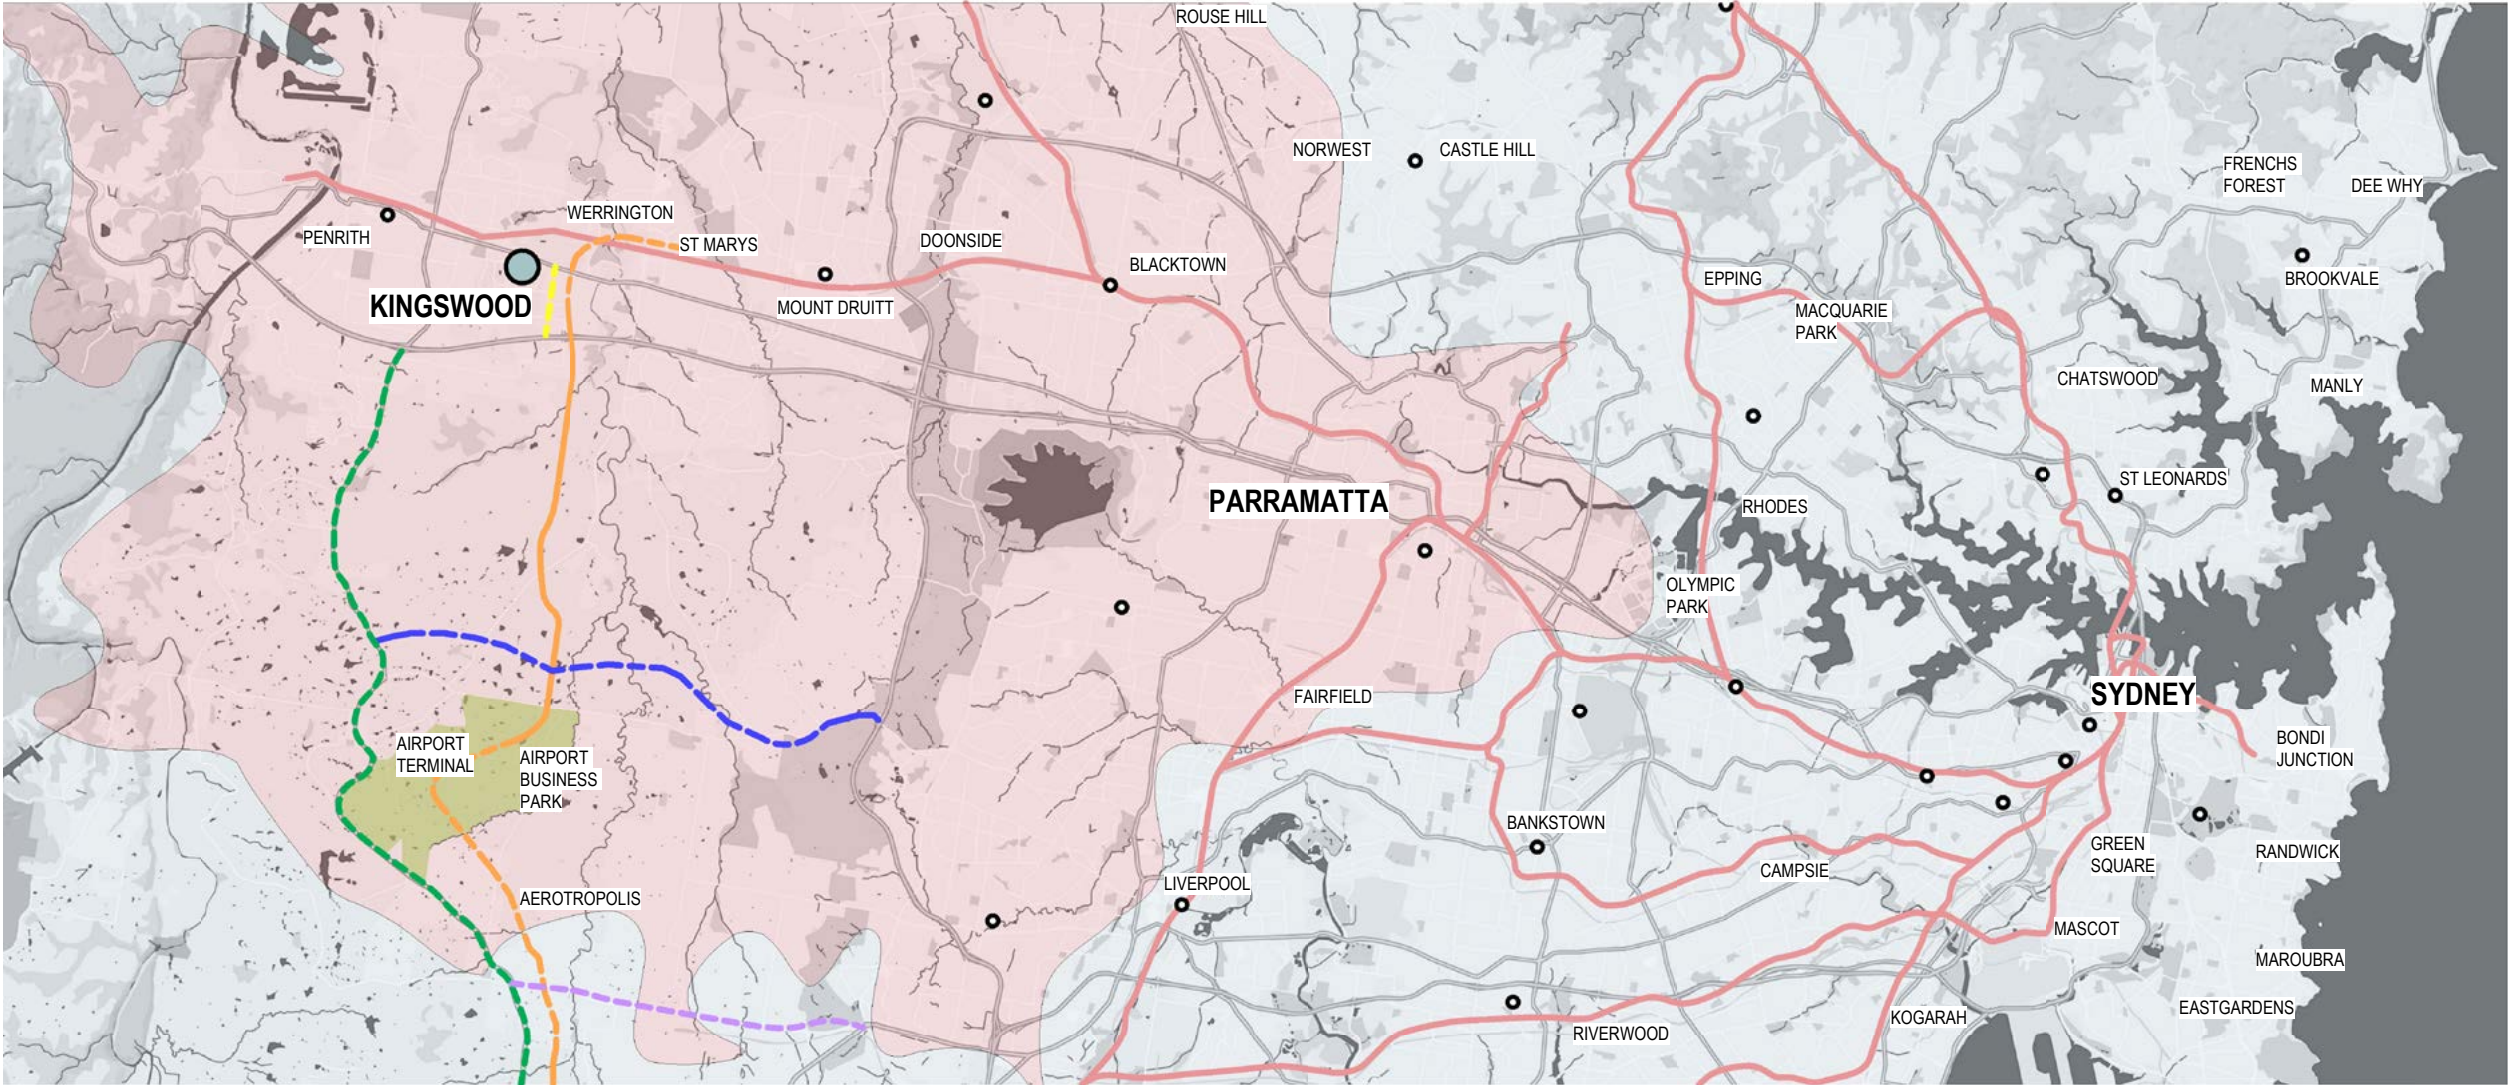 ROUSE HILL
NORWEST
CASTLE HILL
FRENCHS
FOREST
DEE WHY
WERRINGTON
PENRITH
ST MARYS
DOONSIDE
BLACKTOWN
EPPING
BROOKVALE
KINGSWOOD
MOUNT DRUITT
MACQUARIE
PARK
CHATSWOOD
MANLY
PARRAMATTA
ST LEONARDS
RHODES
OLYMPIC
PARK
FAIRFIELD
SYDNEY
AIRPORT
TERMINAL
AIRPORT
BUSINESS
PARK
BONDI
JUNCTION
BANKSTOWN
CAMPSIE
GREEN
SQUARE
RANDWICK
LIVERPOOL
AEROTROPOLIS
MASCOT
MAROUBRA
EASTGARDENS
KOGARAH
RIVERWOOD